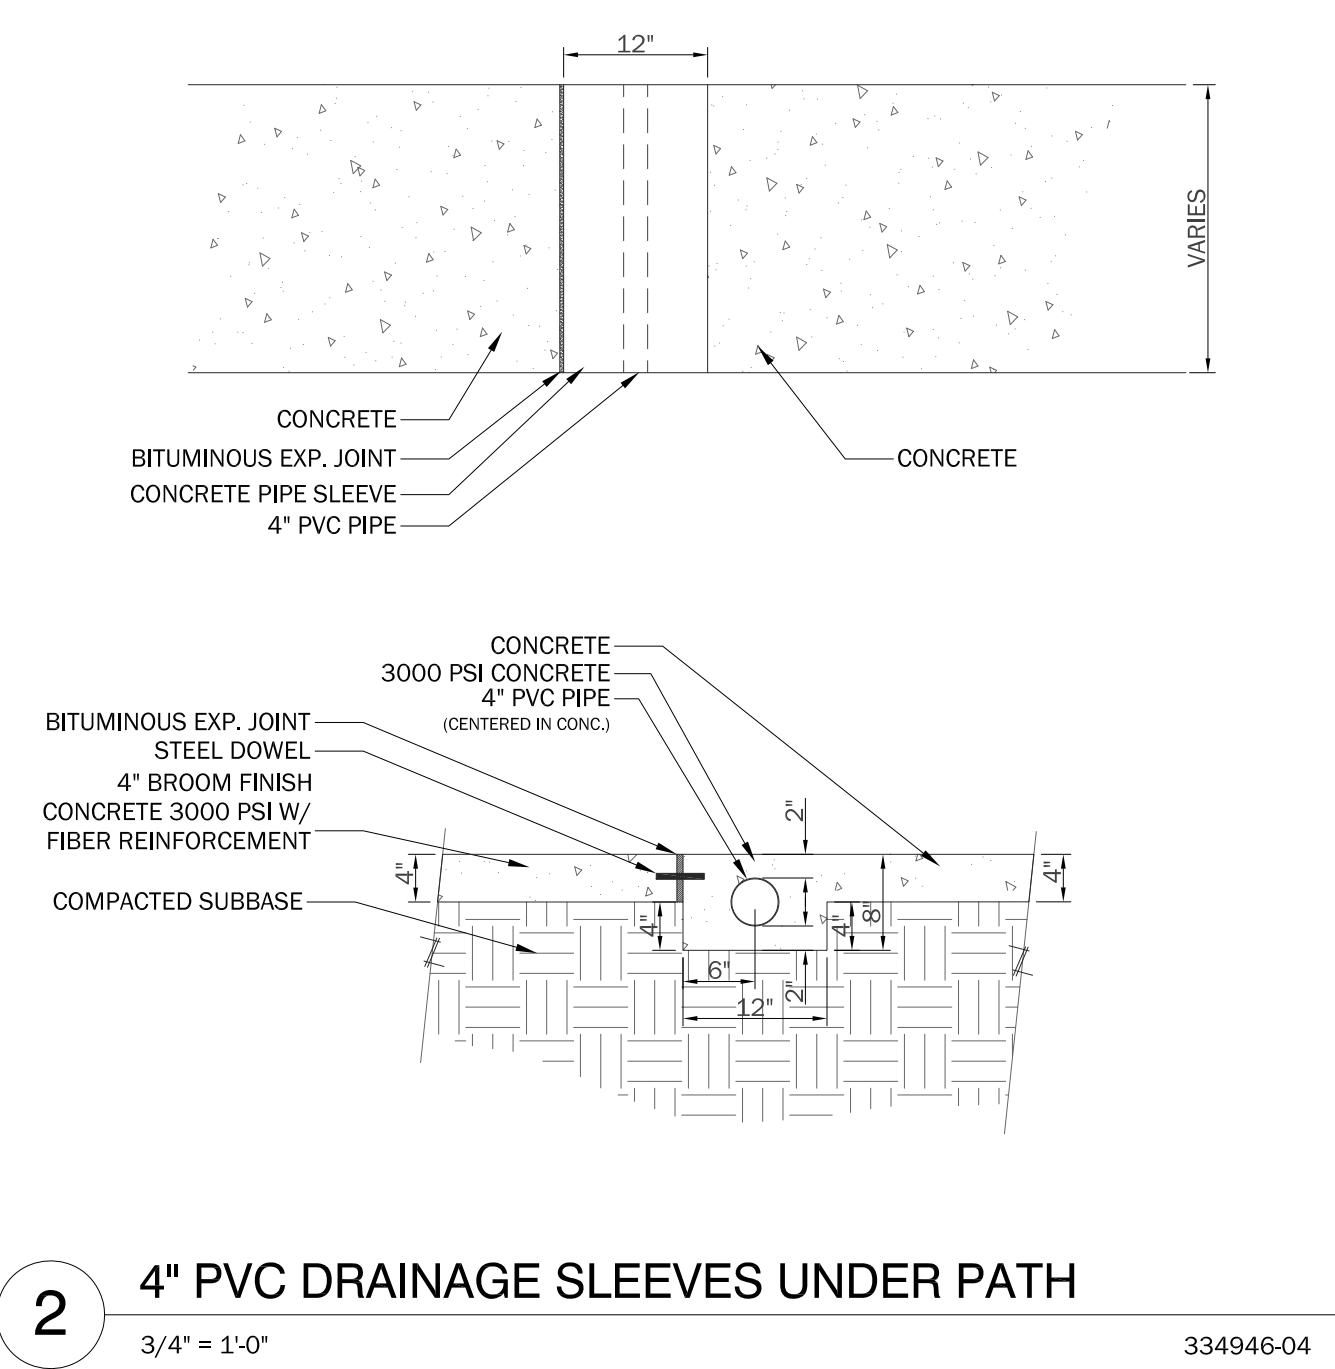 12"
VARIES
CONCRETE
BITUMINOUS EXP. JOINT
CONCRETE PIPE SLEEVE
4" PVC PIPE
CONCRETE
CONCRETE
3000 PSI CONCRETE
4" PVC PIPE
(CENTERED IN CONC.)
BITUMINOUS EXP. JOINT
STEEL DOWEL
4" BROOM FINISH
CONCRETE 3000 PSI W/
FIBER REINFORCEMENT
COMPACTED SUBBASE
2"
4"
4"
4"
4"
8"
6"
2"
12"
2
4" PVC DRAINAGE SLEEVES UNDER PATH
3/4" = 1'-0"
334946-04